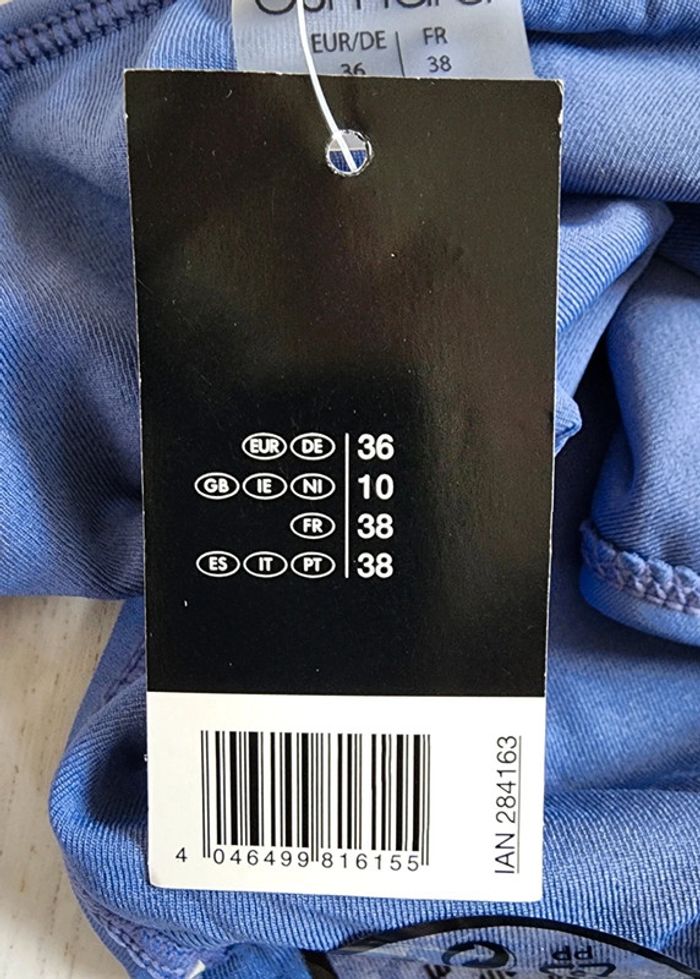 EUR/DE | FR
36 | 38
EUR DE | 36
GB IE NI | 10
FR | 38
ES IT PT | 38
IAN 284163
4 046499 816155
PP